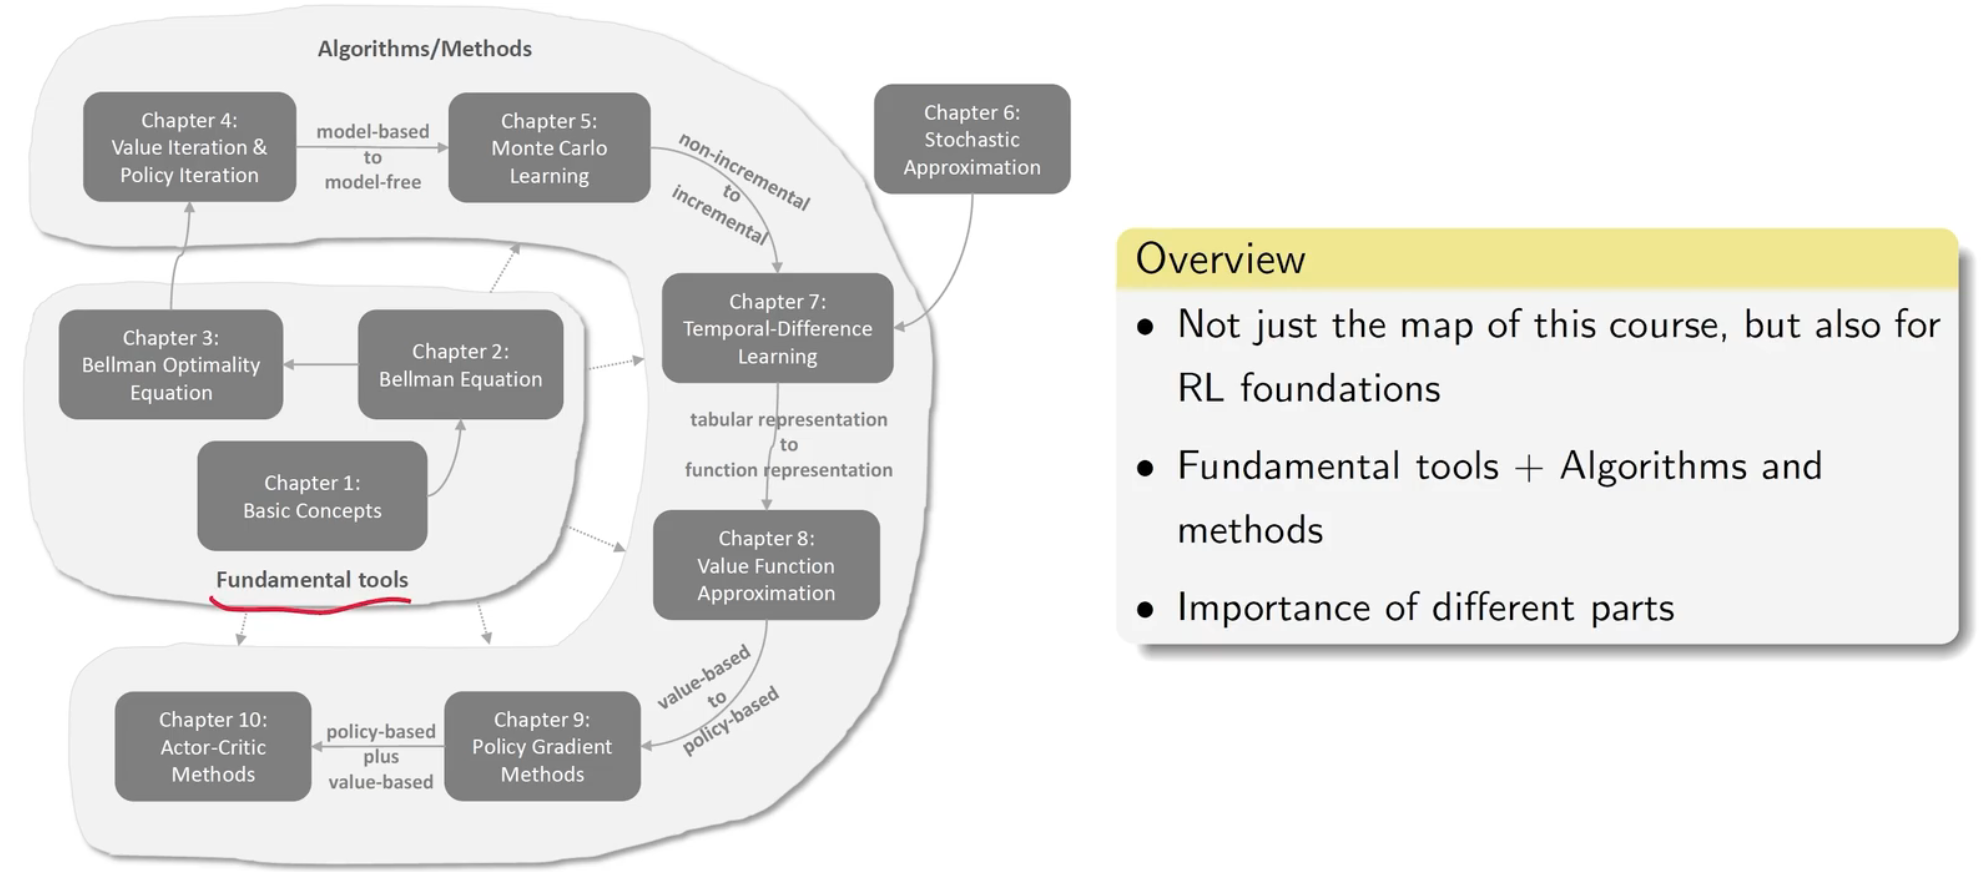 Algorithms/Methods
Chapter 4:
Value Iteration &
Policy Iteration
model-based
to
model-free
Chapter 5:
Monte Carlo
Learning
non-incremental
to
incremental
Chapter 6:
Stochastic
Approximation
Chapter 3:
Bellman Optimality
Equation
Chapter 2:
Bellman Equation
Chapter 1:
Basic Concepts
Fundamental tools
Chapter 7:
Temporal-Difference
Learning
tabular representation
to
function representation
Chapter 8:
Value Function
Approximation
value-based
to
policy-based
Chapter 9:
Policy Gradient
Methods
policy-based
plus
value-based
Chapter 10:
Actor-Critic
Methods
Overview
• Not just the map of this course, but also for
RL foundations
• Fundamental tools + Algorithms and
methods
• Importance of different parts